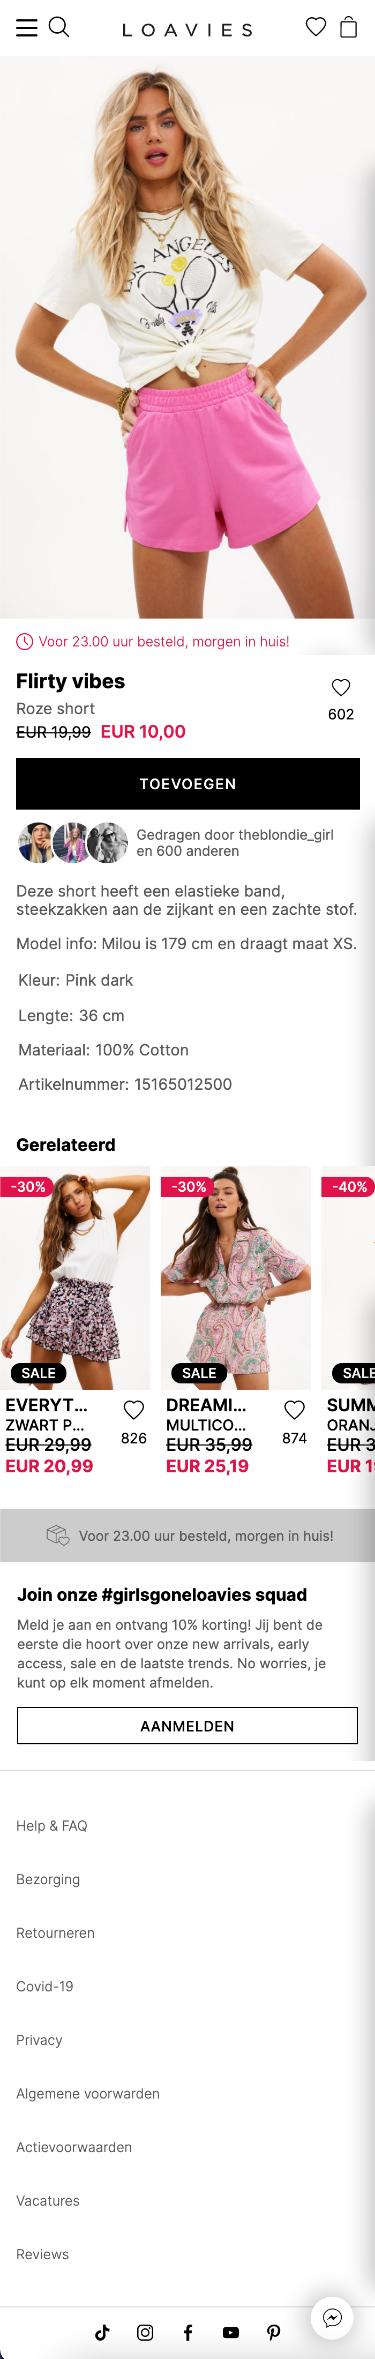 LOAVIES
LOS ANGELES
Voor 23.00 uur besteld, morgen in huis!
Flirty vibes
Roze short
602
EUR 19,99 EUR 10,00
TOEVOEGEN
Gedragen door theblondie_girl
en 600 anderen
Deze short heeft een elastieke band,
steekzakken aan de zijkant en een zachte stof.
Model info: Milou is 179 cm en draagt maat XS.
Kleur: Pink dark
Lengte: 36 cm
Materiaal: 100% Cotton
Artikelnummer: 15165012500
Gerelateerd
-30% -30% -40%
SALE SALE SALE
EVERYT... DREAMI... SUMM
ZWART P... MULTICO... ORANJ
826 874
EUR 29,99 EUR 35,99 EUR 3
EUR 20,99 EUR 25,19 EUR 1
Voor 23.00 uur besteld, morgen in huis!
Join onze #girlsgoneloavies squad
Meld je aan en ontvang 10% korting! Jij bent de
eerste die hoort over onze new arrivals, early
access, sale en de laatste trends. No worries, je
kunt op elk moment afmelden.
AANMELDEN
Help & FAQ
Bezorging
Retourneren
Covid-19
Privacy
Algemene voorwaarden
Actievoorwaarden
Vacatures
Reviews